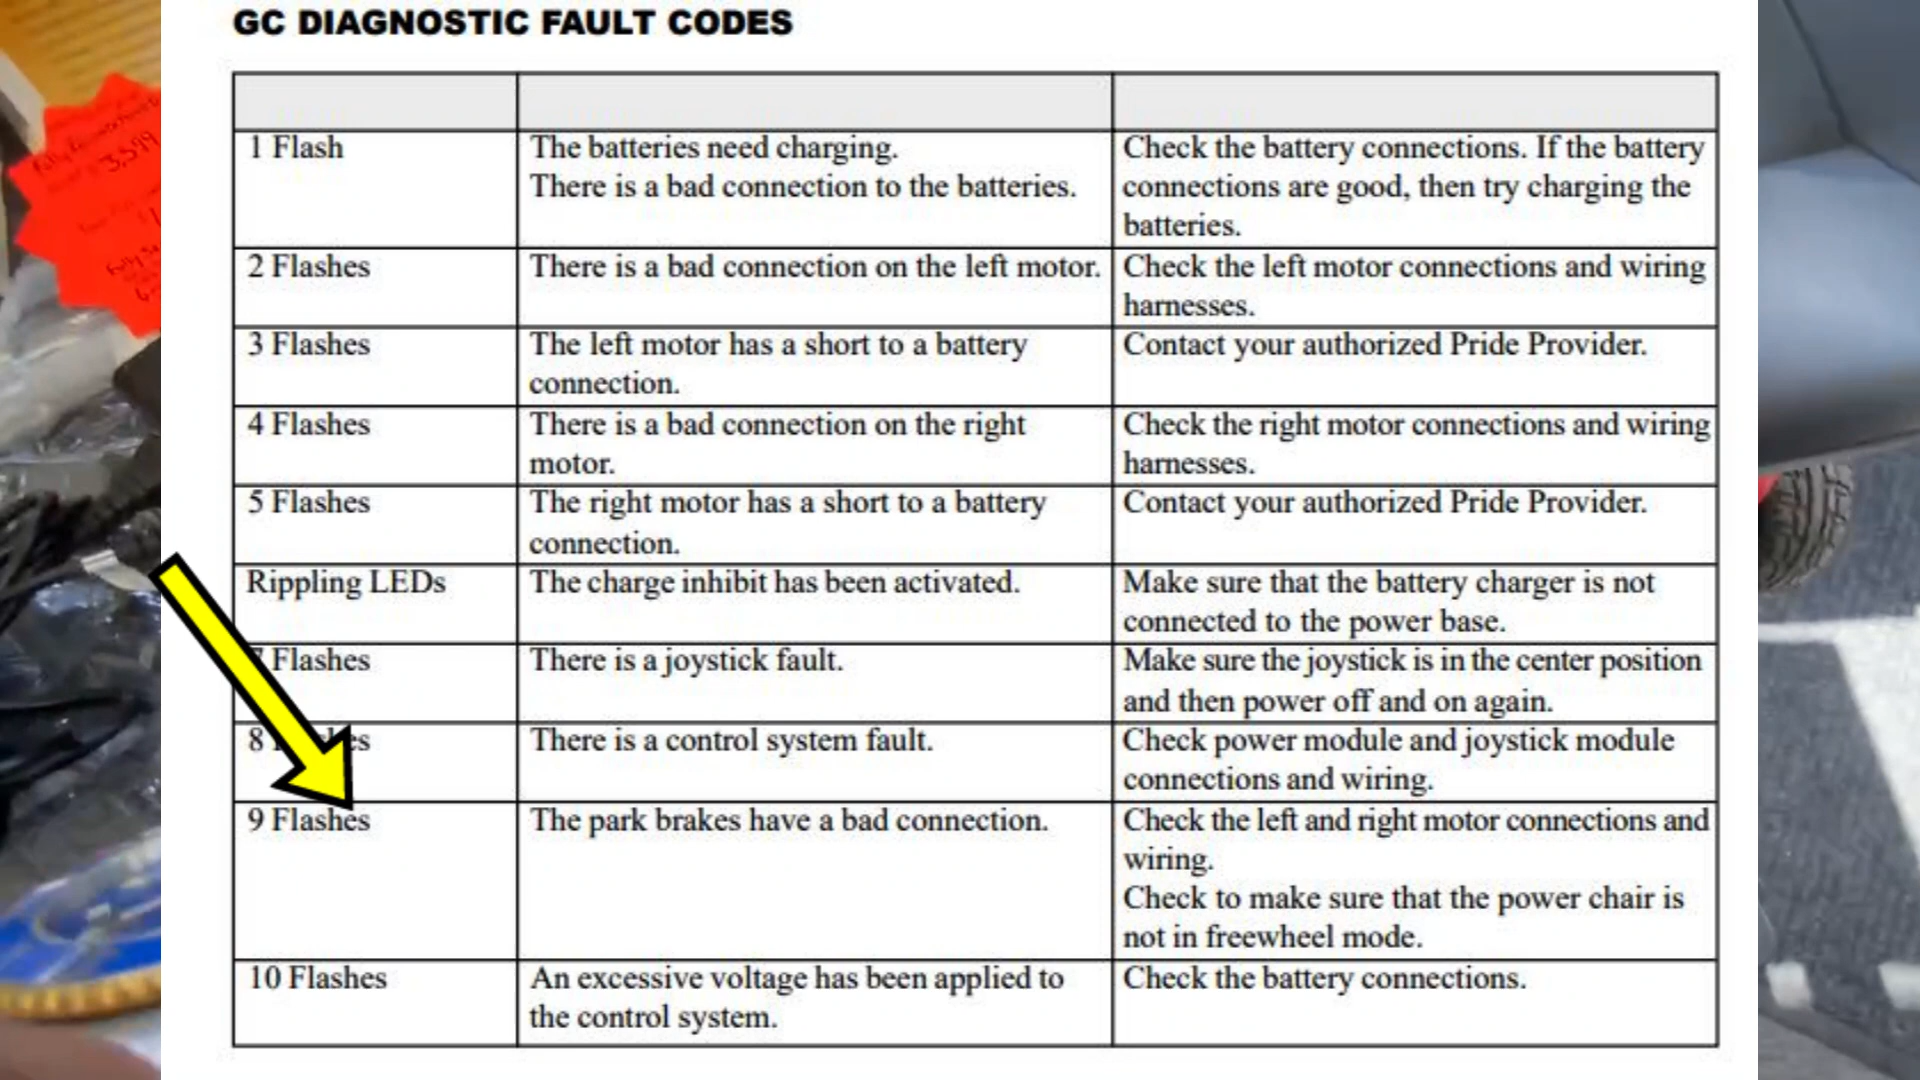 GC DIAGNOSTIC FAULT CODES
1 Flash
The batteries need charging.
There is a bad connection to the batteries.
Check the battery connections. If the battery
connections are good, then try charging the
batteries.
2 Flashes
There is a bad connection on the left motor.
Check the left motor connections and wiring
harnesses.
3 Flashes
The left motor has a short to a battery
connection.
Contact your authorized Pride Provider.
4 Flashes
There is a bad connection on the right
motor.
Check the right motor connections and wiring
harnesses.
5 Flashes
The right motor has a short to a battery
connection.
Contact your authorized Pride Provider.
Rippling LEDs
The charge inhibit has been activated.
Make sure that the battery charger is not
connected to the power base.
Flashes
There is a joystick fault.
Make sure the joystick is in the center position
and then power off and on again.
8
There is a control system fault.
Check power module and joystick module
connections and wiring.
9 Flashes
The park brakes have a bad connection.
Check the left and right motor connections and
wiring.
Check to make sure that the power chair is
not in freewheel mode.
10 Flashes
An excessive voltage has been applied to
the control system.
Check the battery connections.
3,599